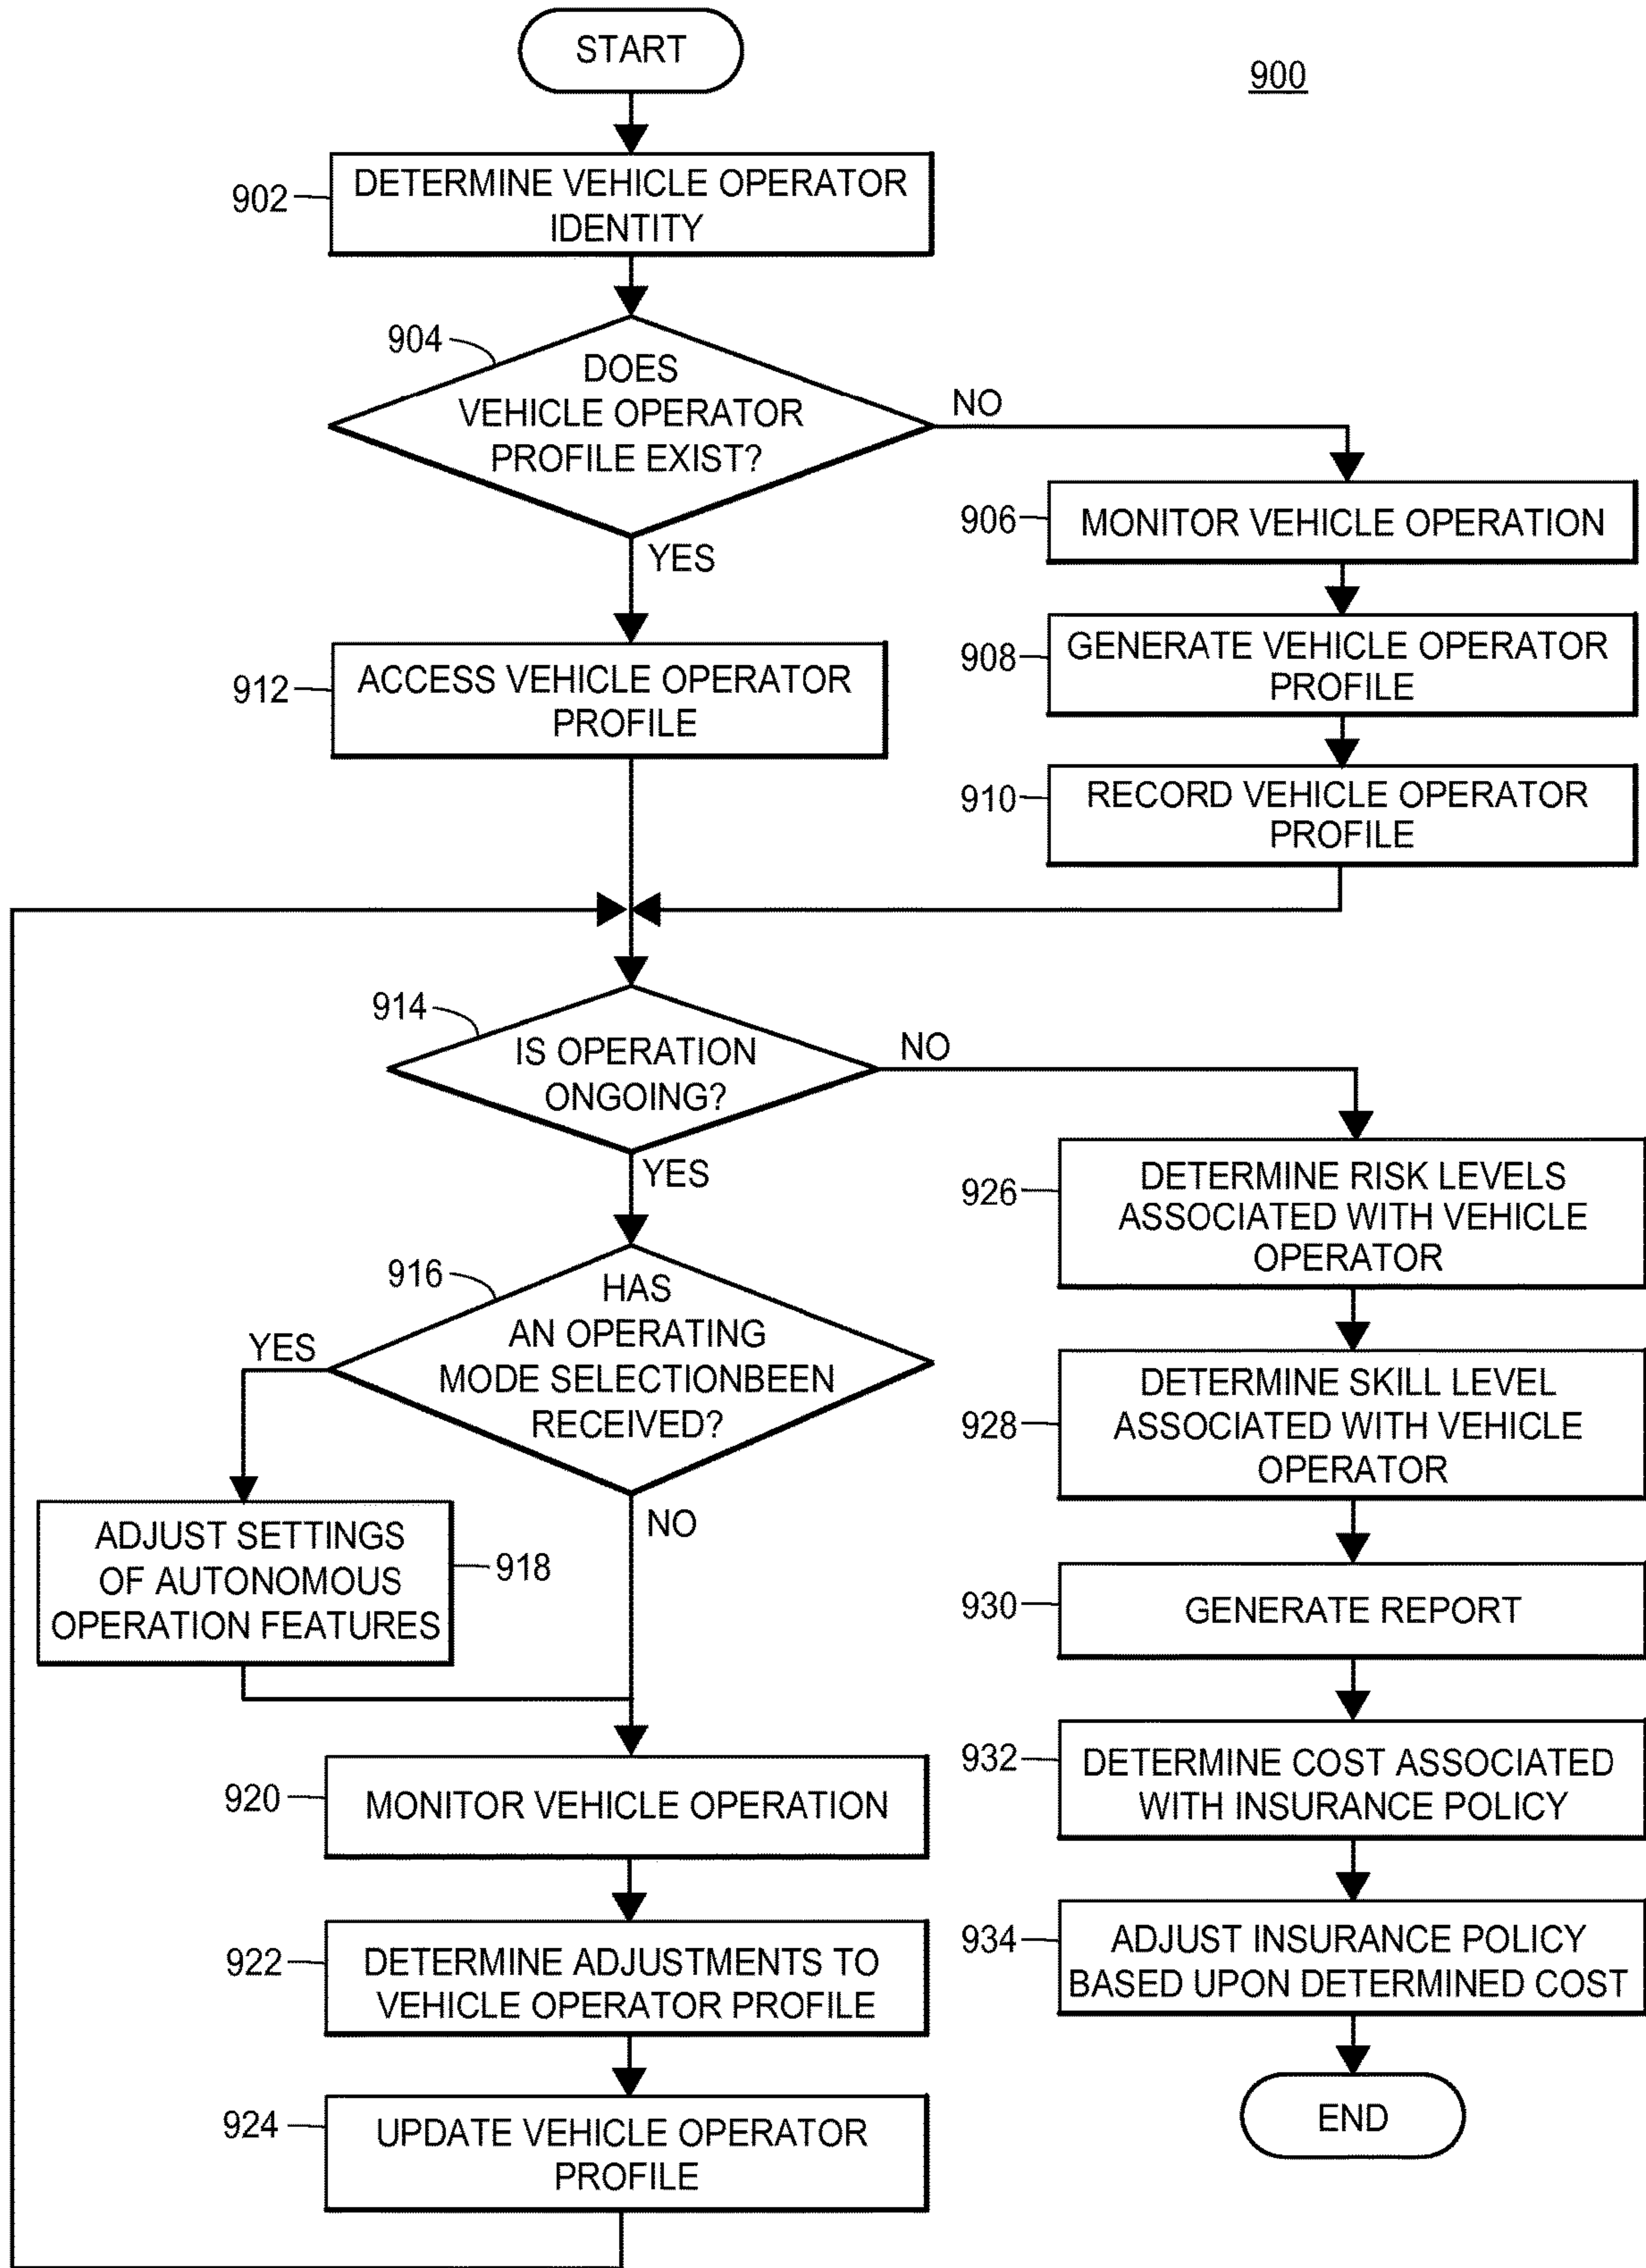 START
900
902
DETERMINE VEHICLE OPERATOR
IDENTITY
904
DOES
VEHICLE OPERATOR
PROFILE EXIST?
NO
YES
906
MONITOR VEHICLE OPERATION
908
GENERATE VEHICLE OPERATOR
PROFILE
910
RECORD VEHICLE OPERATOR
PROFILE
912
ACCESS VEHICLE OPERATOR
PROFILE
914
IS OPERATION
ONGOING?
NO
YES
916
HAS
AN OPERATING
MODE SELECTIONBEEN
RECEIVED?
YES
NO
ADJUST SETTINGS
OF AUTONOMOUS
OPERATION FEATURES
918
920
MONITOR VEHICLE OPERATION
922
DETERMINE ADJUSTMENTS TO
VEHICLE OPERATOR PROFILE
924
UPDATE VEHICLE OPERATOR
PROFILE
926
DETERMINE RISK LEVELS
ASSOCIATED WITH VEHICLE
OPERATOR
928
DETERMINE SKILL LEVEL
ASSOCIATED WITH VEHICLE
OPERATOR
930
GENERATE REPORT
932
DETERMINE COST ASSOCIATED
WITH INSURANCE POLICY
934
ADJUST INSURANCE POLICY
BASED UPON DETERMINED COST
END